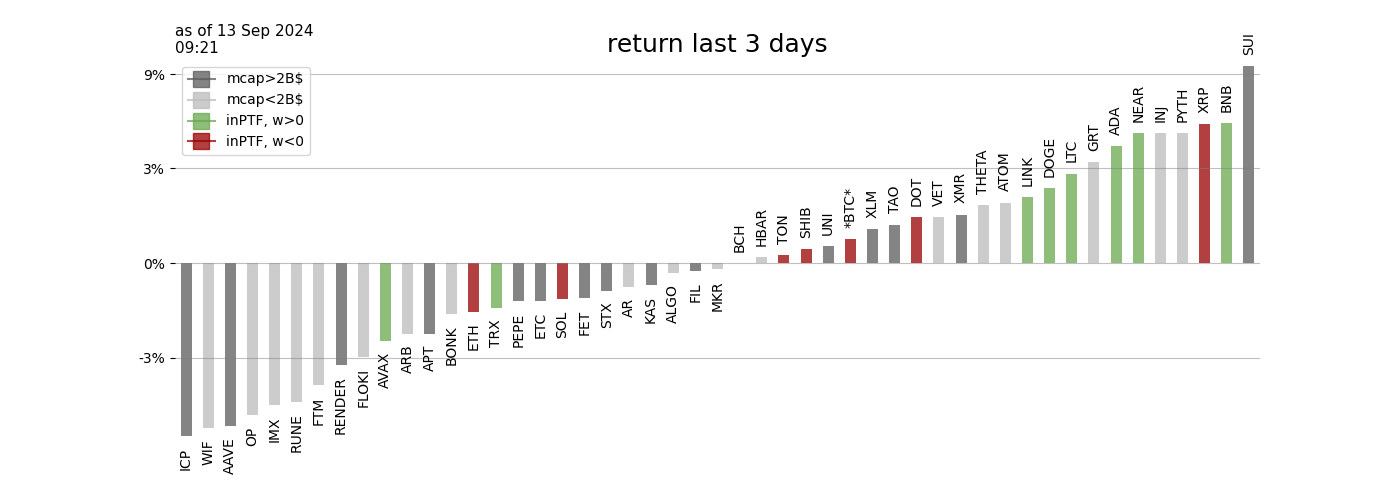 as of 13 Sep 2024
09:21
return last 3 days
mcap>2B$
mcap<2B$
inPTF, w>0
inPTF, w<0
9%
3%
0%
-3%
ICP
WIF
AAVE
OP
IMX
RUNE
FTM
RENDER
FLOKI
AVAX
ARB
APT
BONK
ETH
TRX
PEPE
ETC
SOL
FET
STX
AR
KAS
ALGO
FIL
MKR
BCH
HBAR
TON
SHIB
UNI
*BTC*
XLM
TAO
DOT
VET
XMR
THETA
ATOM
LINK
DOGE
LTC
GRT
ADA
NEAR
INJ
PYTH
XRP
BNB
SUI